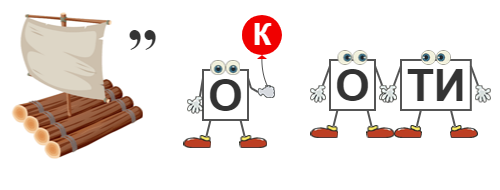 ,, О К О ТИ